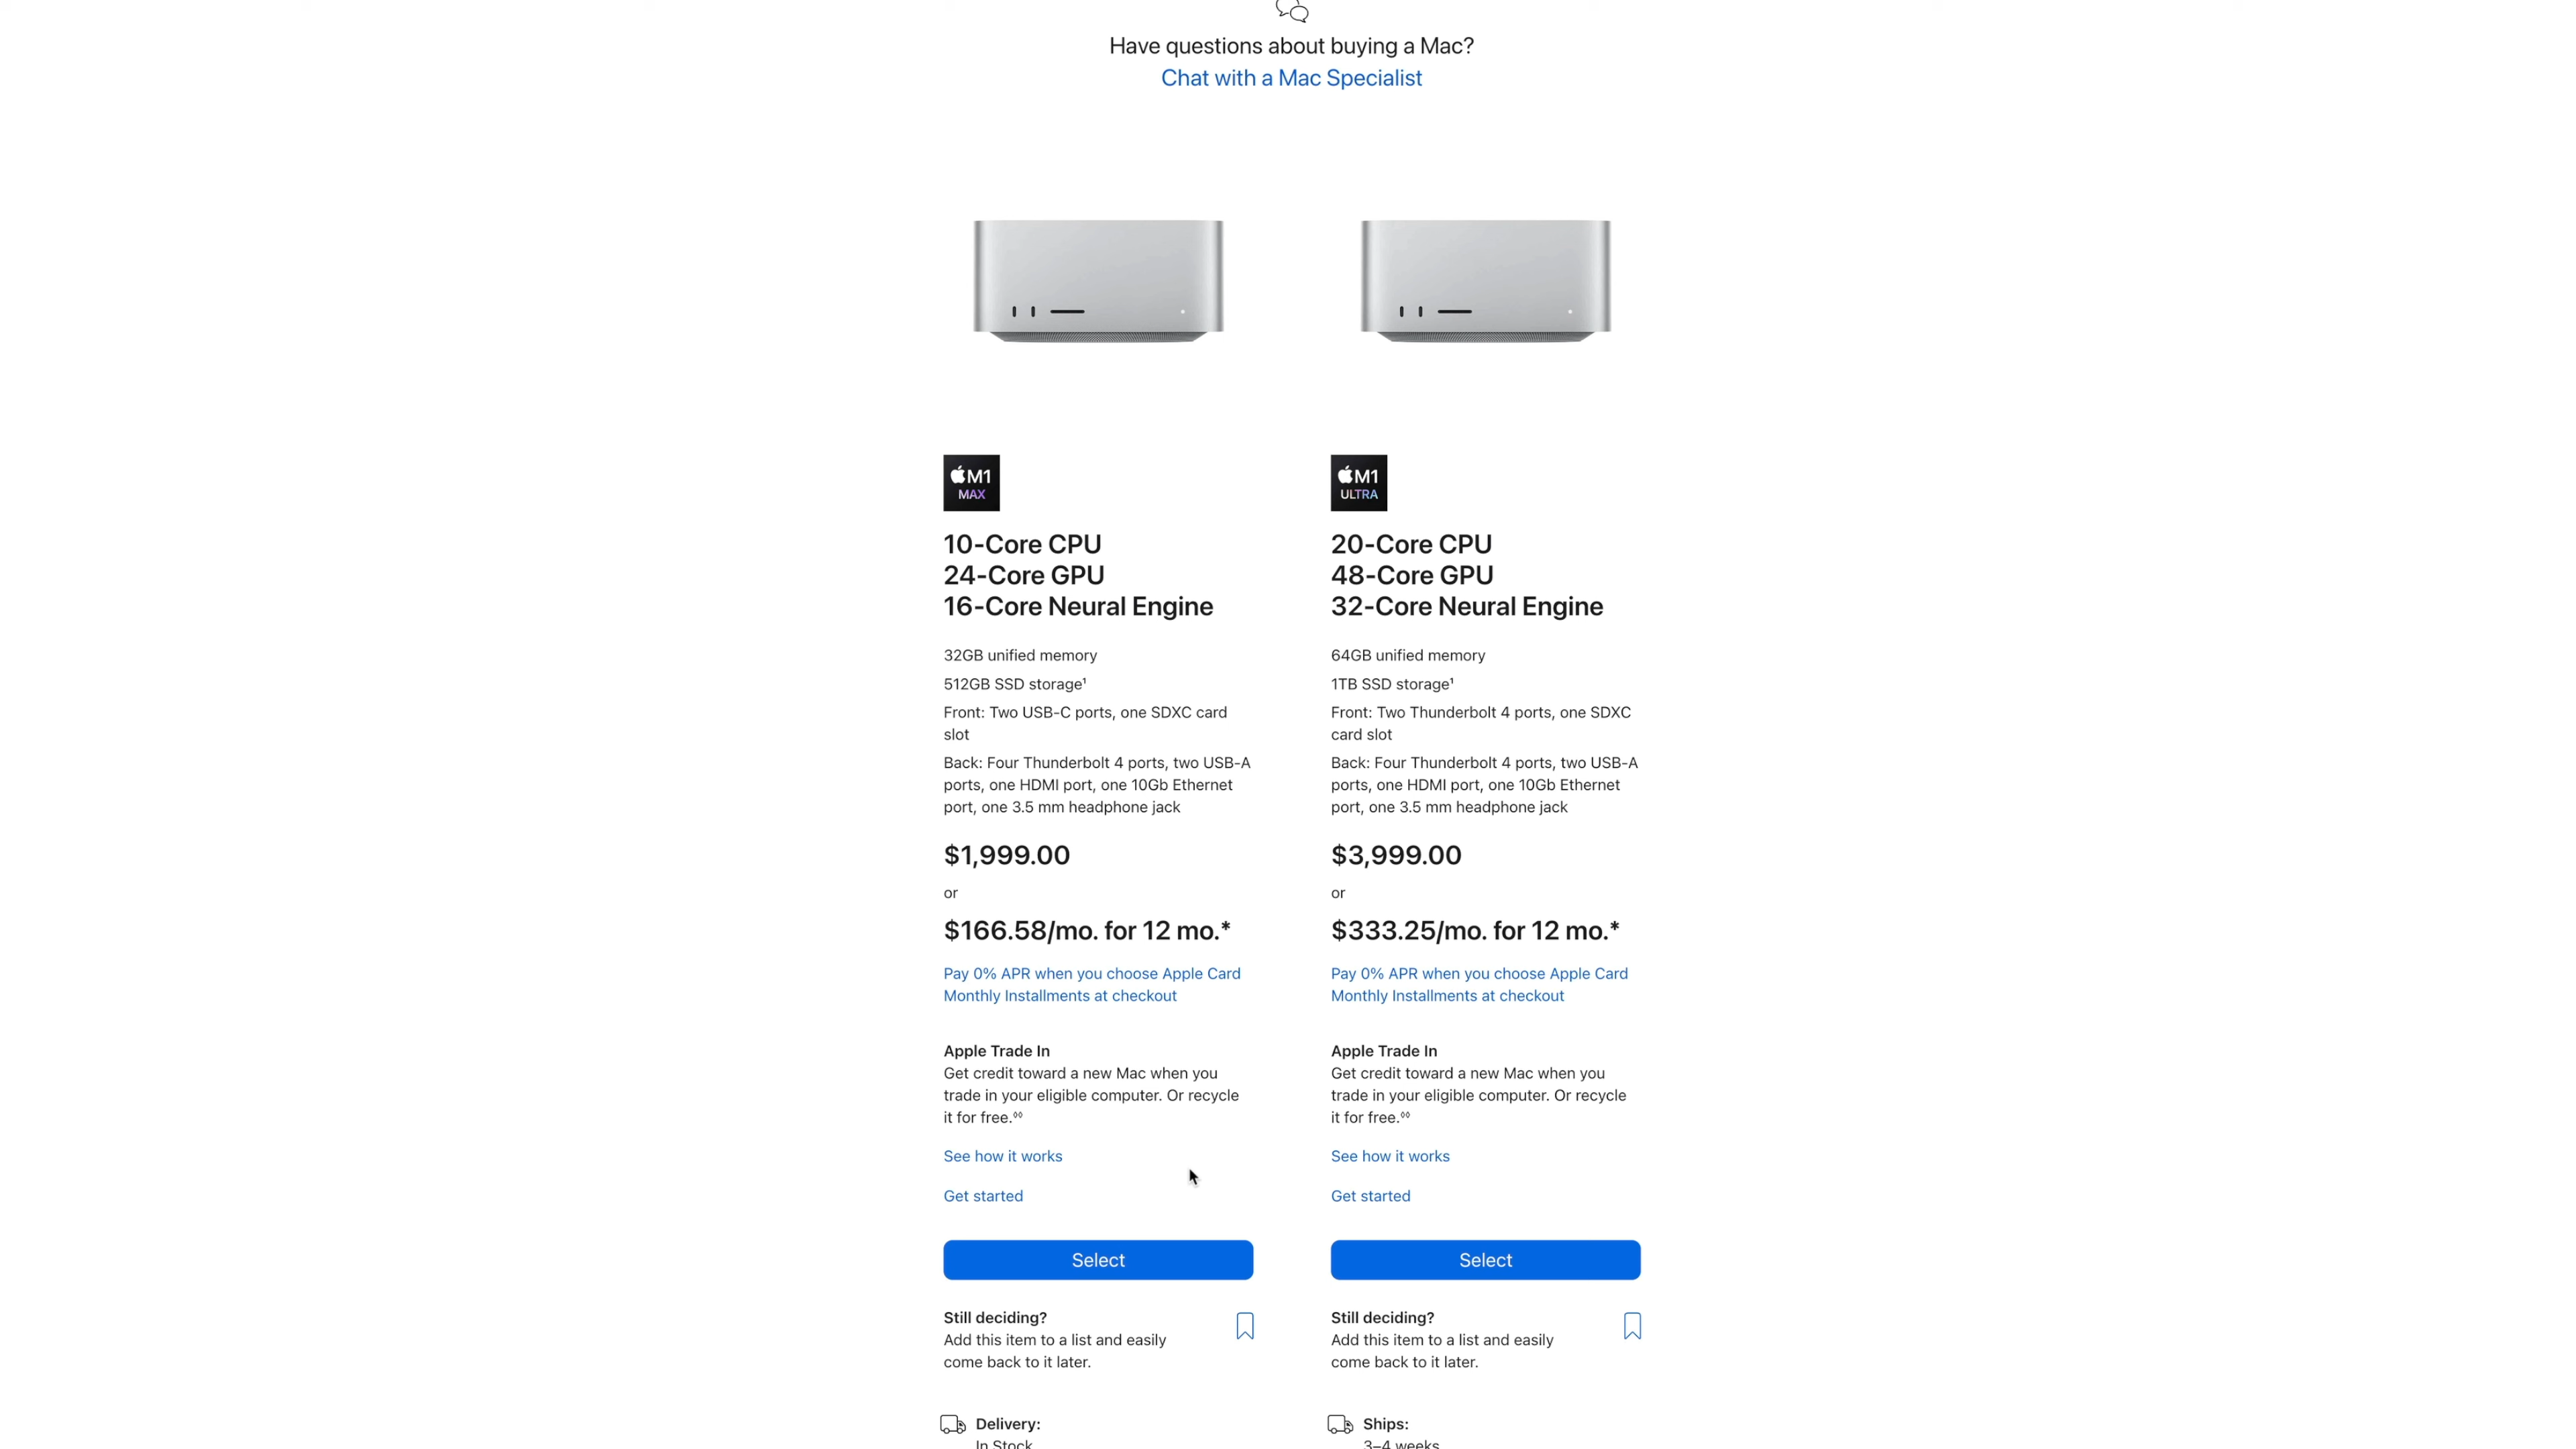 Have questions about buying a Mac?
Chat with a Mac Specialist
M1
MAX
10-Core CPU
24-Core GPU
16-Core Neural Engine
32GB unified memory
512GB SSD storage¹
Front: Two USB-C ports, one SDXC card
slot
Back: Four Thunderbolt 4 ports, two USB-A
ports, one HDMI port, one 10Gb Ethernet
port, one 3.5 mm headphone jack
$1,999.00
or
$166.58/mo. for 12 mo.*
Pay 0% APR when you choose Apple Card
Monthly Installments at checkout
Apple Trade In
Get credit toward a new Mac when you
trade in your eligible computer. Or recycle
it for free.◊◊
See how it works
Get started
Select
Still deciding?
Add this item to a list and easily
come back to it later.
Delivery:
In Stock
M1
ULTRA
20-Core CPU
48-Core GPU
32-Core Neural Engine
64GB unified memory
1TB SSD storage¹
Front: Two Thunderbolt 4 ports, one SDXC
card slot
Back: Four Thunderbolt 4 ports, two USB-A
ports, one HDMI port, one 10Gb Ethernet
port, one 3.5 mm headphone jack
$3,999.00
or
$333.25/mo. for 12 mo.*
Pay 0% APR when you choose Apple Card
Monthly Installments at checkout
Apple Trade In
Get credit toward a new Mac when you
trade in your eligible computer. Or recycle
it for free.◊◊
See how it works
Get started
Select
Still deciding?
Add this item to a list and easily
come back to it later.
Ships:
3–4 weeks